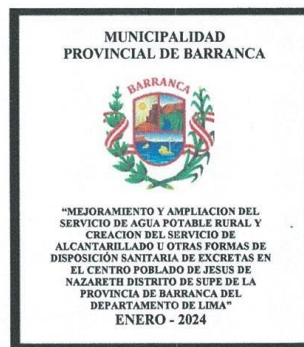 MUNICIPALIDAD
PROVINCIAL DE BARRANCA
BARRANCA
"MEJORAMIENTO Y AMPLIACION DEL
SERVICIO DE AGUA POTABLE RURAL Y
CREACION DEL SERVICIO DE
ALCANTARILLADO U OTRAS FORMAS DE
DISPOSICIÓN SANITARIA DE EXCRETAS EN
EL CENTRO POBLADO DE JESUS DE
NAZARETH DISTRITO DE SUPE DE LA
PROVINCIA DE BARRANCA DEL
DEPARTAMENTO DE LIMA"
ENERO - 2024